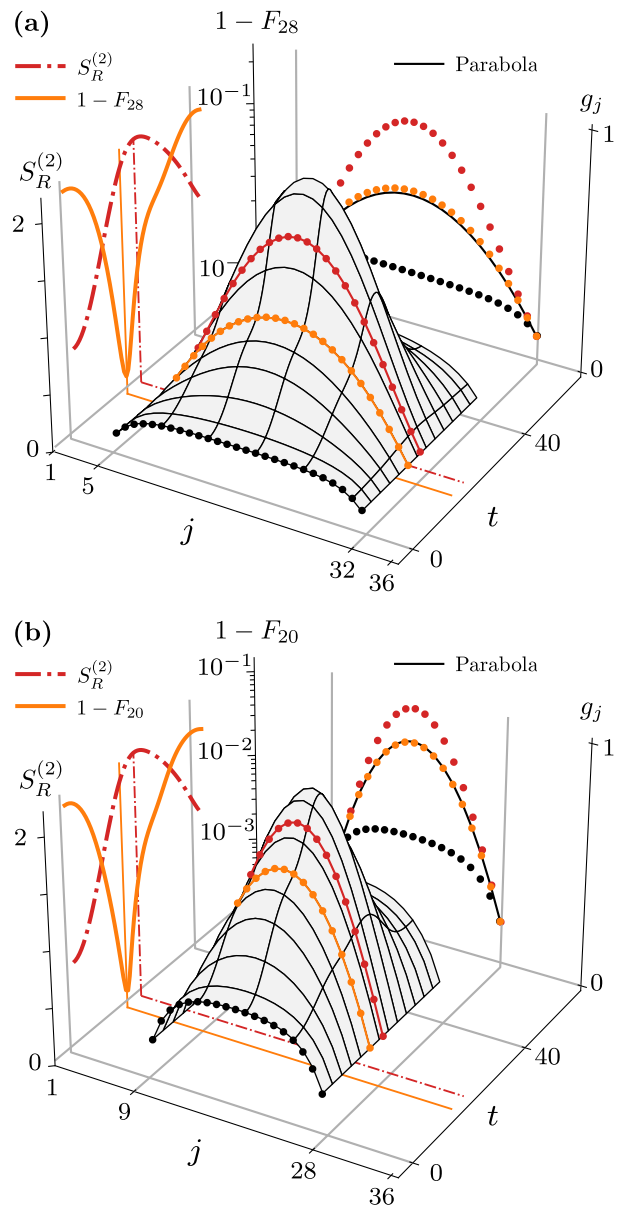 (a)
1 − F₂₈
S_R^(2)
1 − F₂₈
Parabola
10⁻¹
g_j
1
S_R^(2)
2
10
0
0
1
5
40
j
t
32
0
36
(b)
1 − F₂₀
S_R^(2)
1 − F₂₀
Parabola
10⁻¹
g_j
1
10⁻²
S_R^(2)
2
10⁻³
0
0
1
9
40
j
t
28
0
36